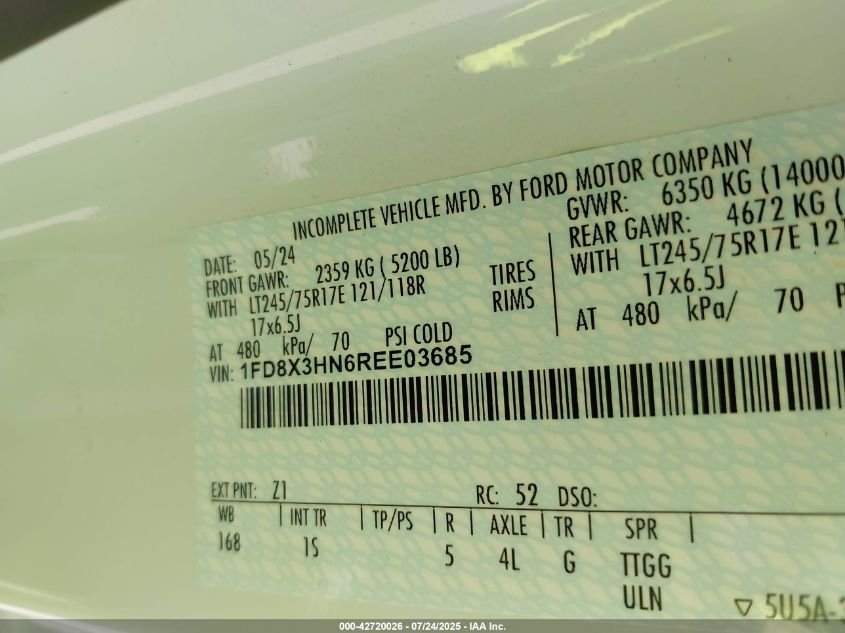 INCOMPLETE VEHICLE MFD. BY FORD MOTOR COMPANY
DATE: 05/24
GVWR: 6350 KG (14000
FRONT GAWR: 2359 KG ( 5200 LB)
REAR GAWR: 4672 KG (
WITH LT245/75R17E 121/118R TIRES
WITH LT245/75R17E 121
17x6.5J RIMS
17x6.5J
AT 480 kPa/ 70 PSI COLD
AT 480 kPa/ 70 P
VIN: 1FD8X3HN6REE03685
EXT PNT: Z1 RC: 52 DSO:
WB | INT TR | TP/PS | R | AXLE | TR | SPR |
168 1S 5 4L G TTGG
ULN ▽ 5U5A-
000-42720026 - 07/24/2025 - IAA Inc.